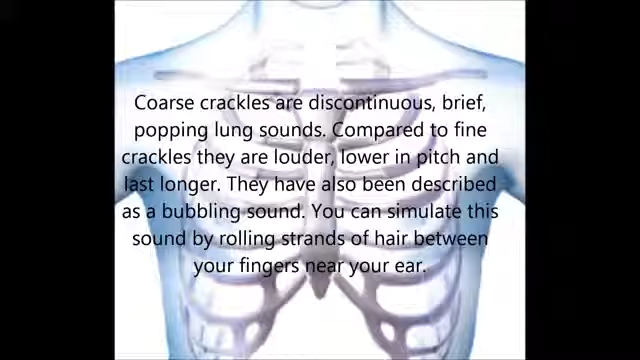 Coarse crackles are discontinuous, brief,
popping lung sounds. Compared to fine
crackles they are louder, lower in pitch and
last longer. They have also been described
as a bubbling sound. You can simulate this
sound by rolling strands of hair between
your fingers near your ear.